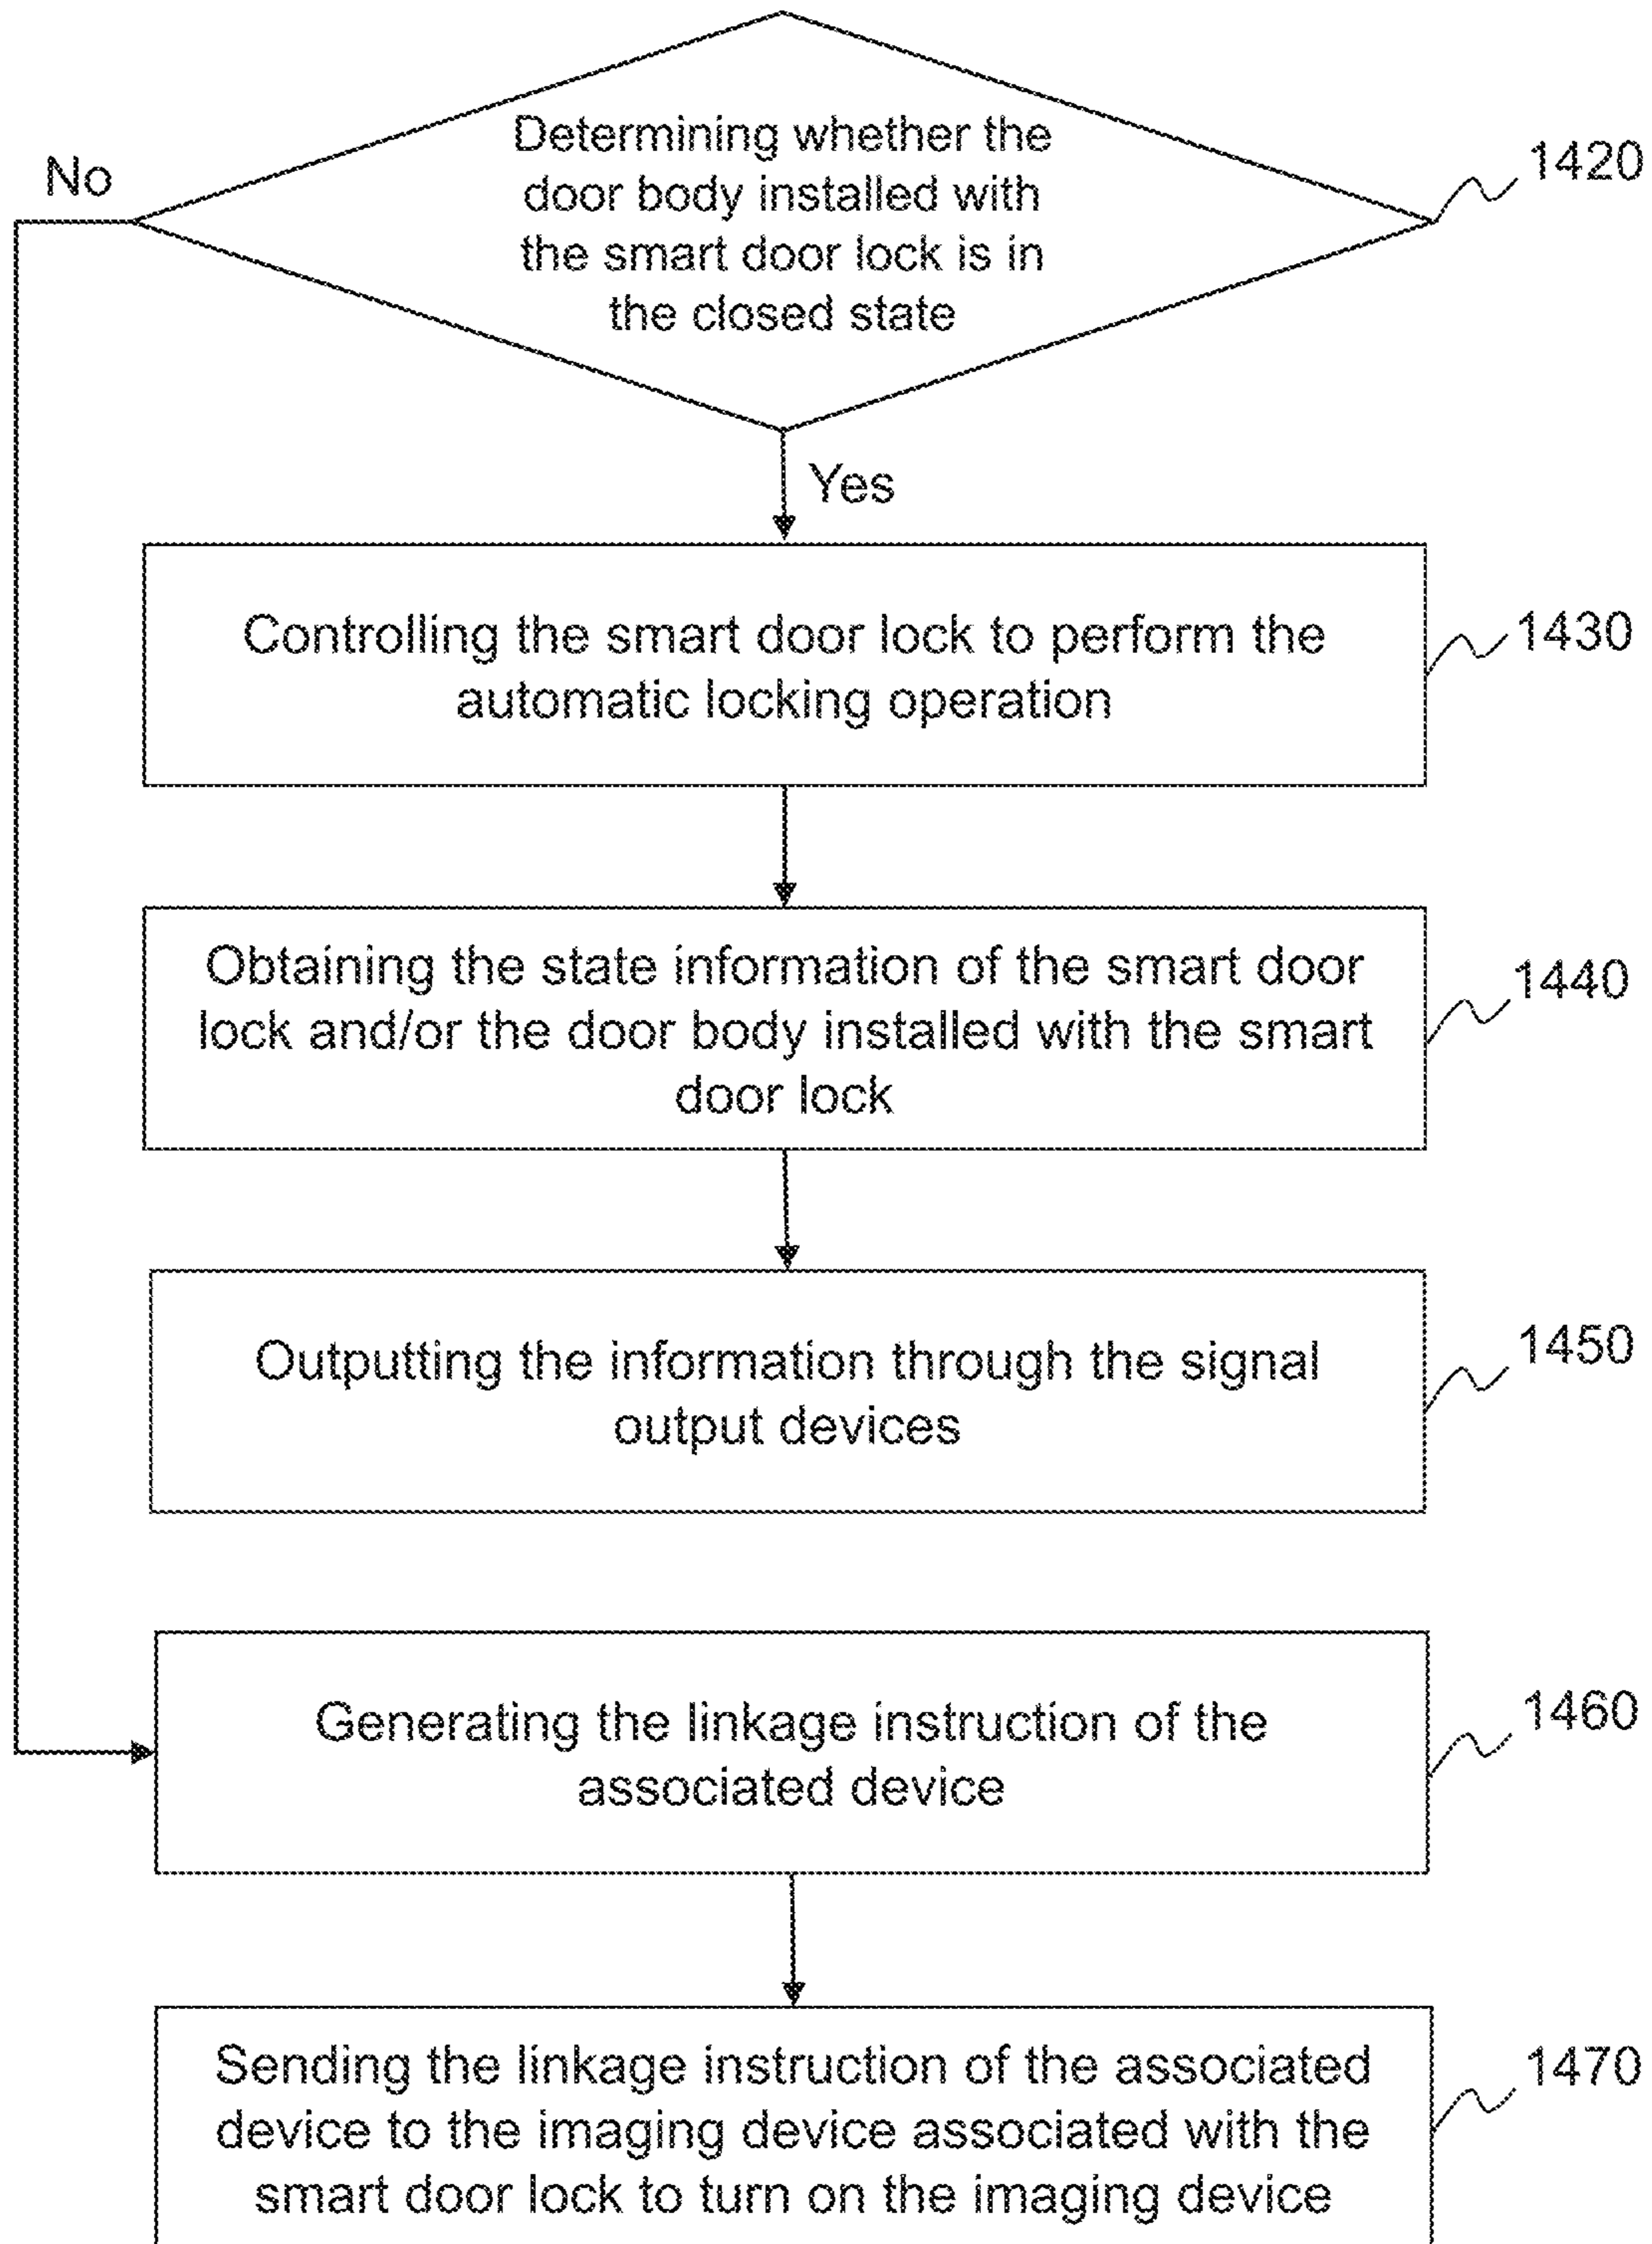 Determining whether the
door body installed with
the smart door lock is in
the closed state
1420
No
Yes
Controlling the smart door lock to perform the
automatic locking operation
1430
Obtaining the state information of the smart door
lock and/or the door body installed with the smart
door lock
1440
Outputting the information through the signal
output devices
1450
Generating the linkage instruction of the
associated device
1460
Sending the linkage instruction of the associated
device to the imaging device associated with the
smart door lock to turn on the imaging device
1470